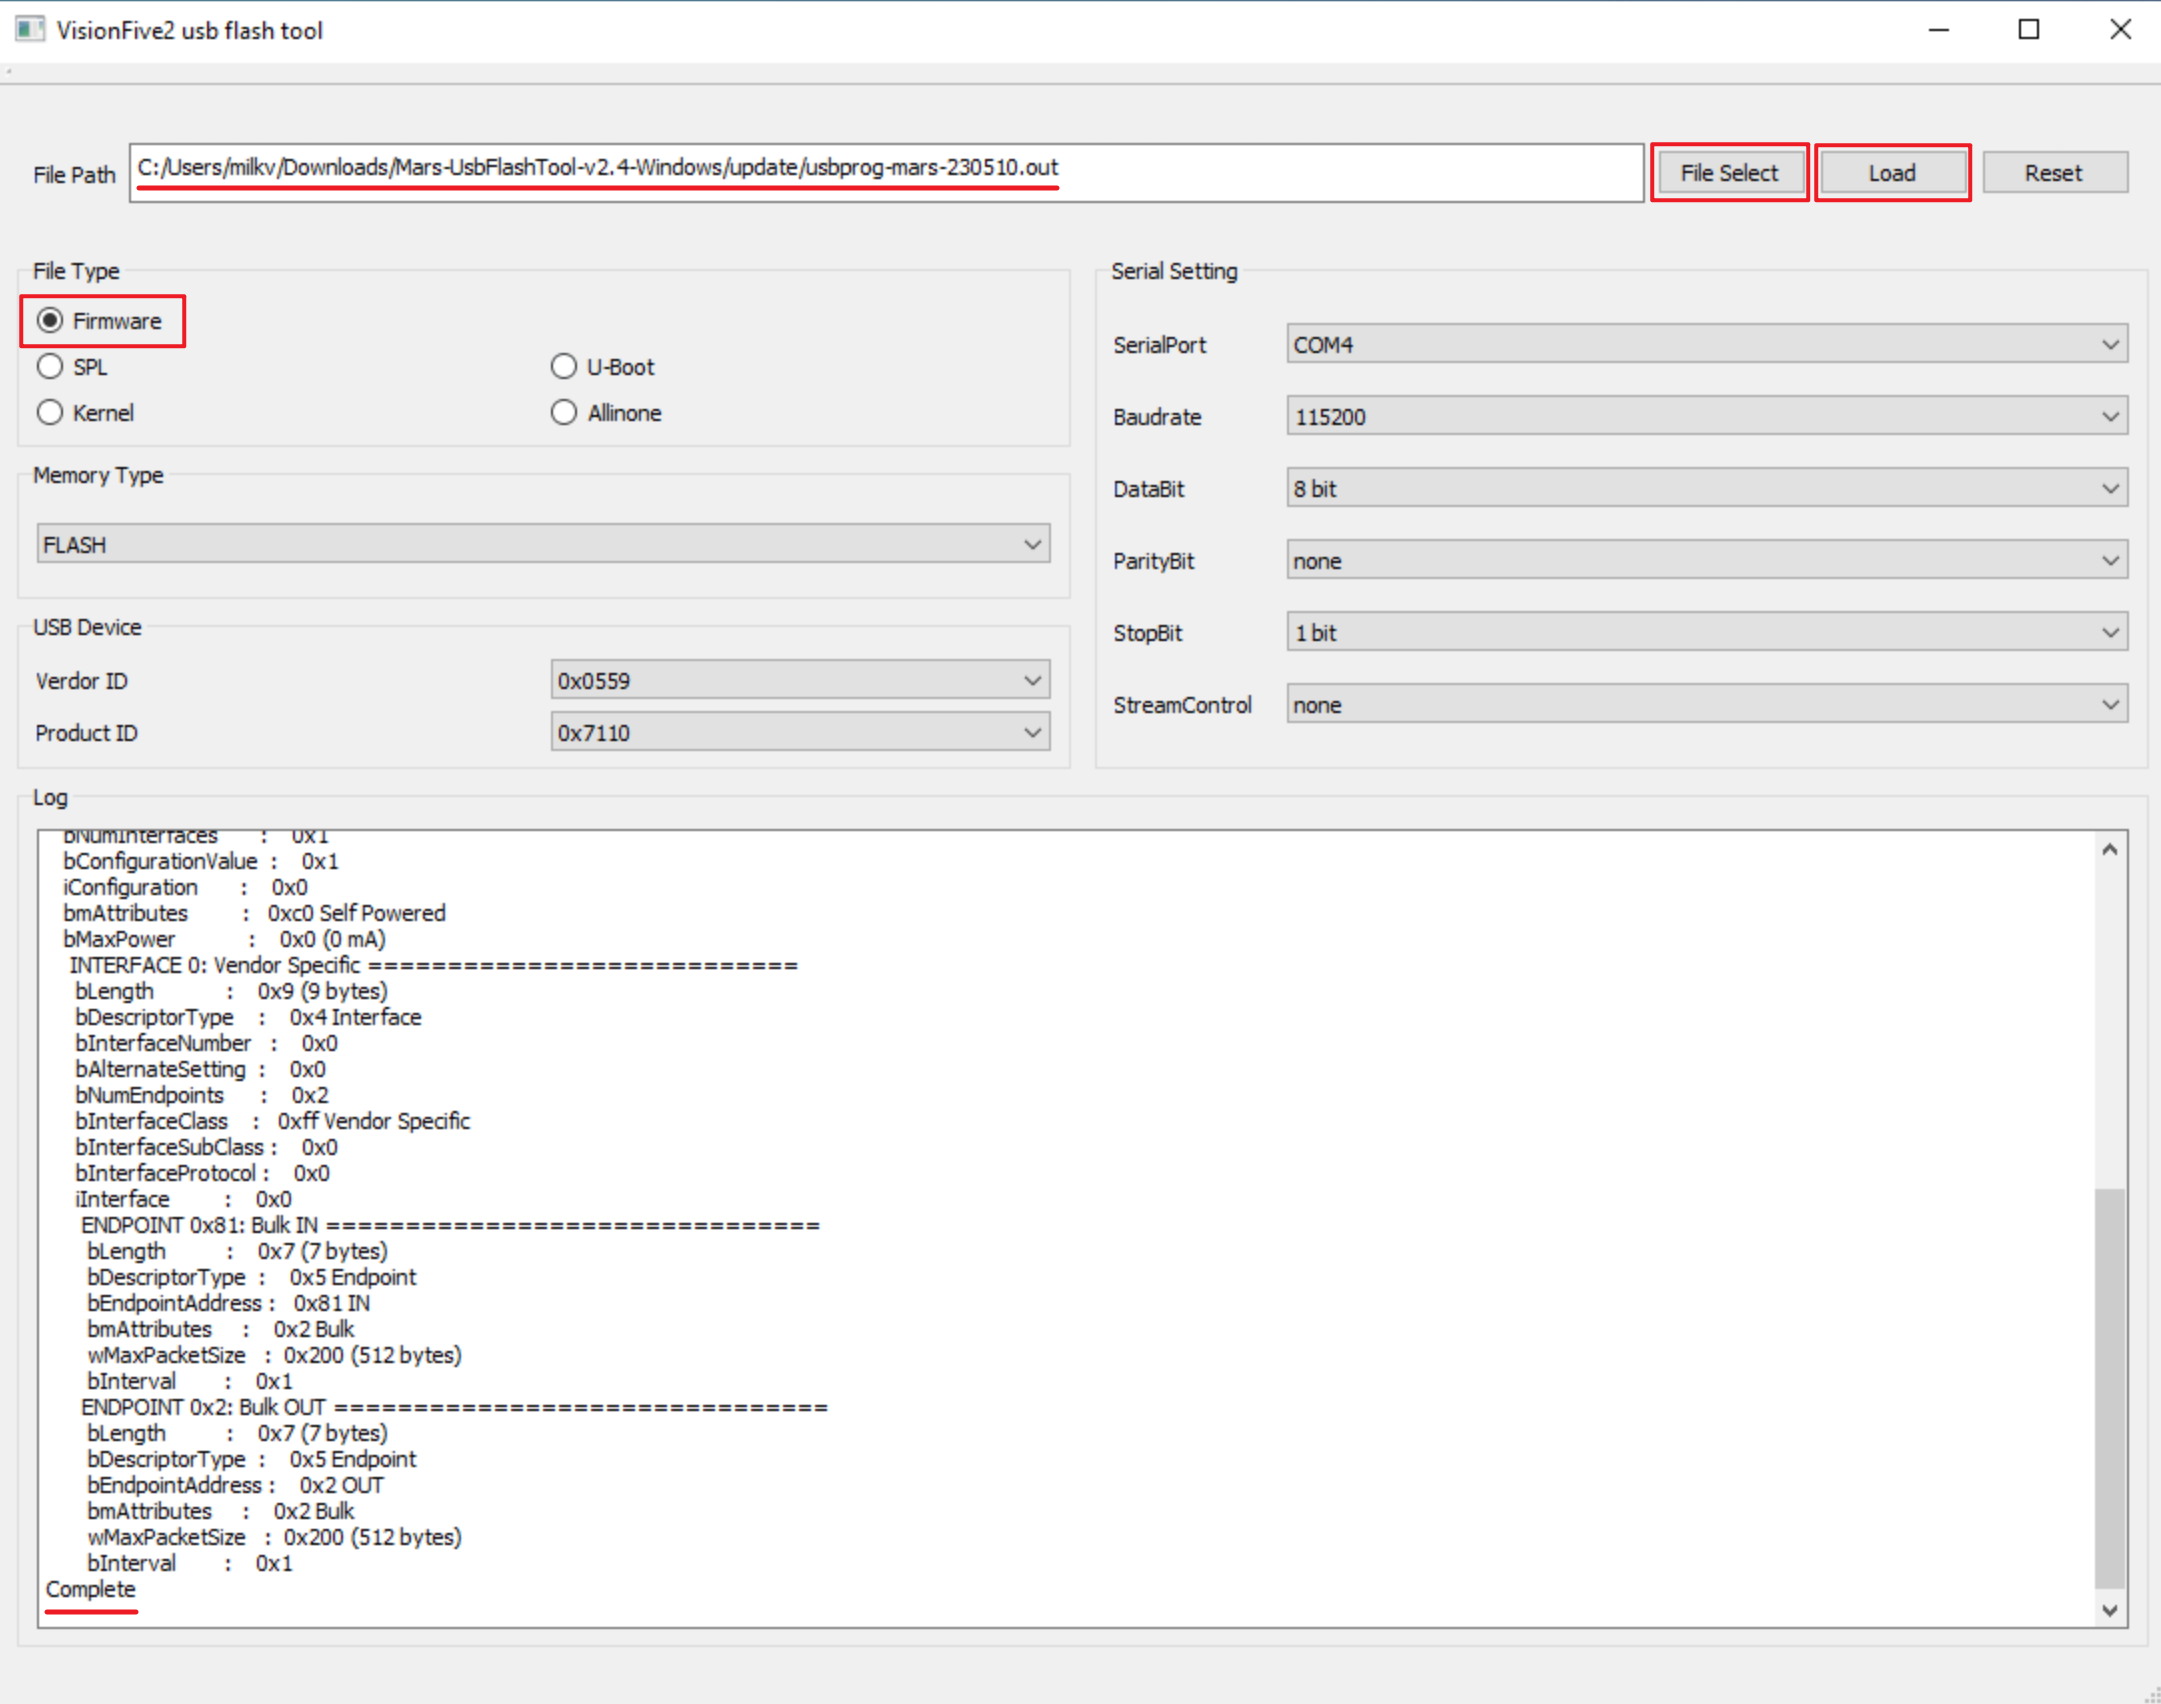 VisionFive2 usb flash tool
File Path C:/Users/milkv/Downloads/Mars-UsbFlashTool-v2.4-Windows/update/usbprog-mars-230510.out File Select Load Reset
File Type
Firmware
SPL U-Boot
Kernel Allinone
Memory Type
FLASH
USB Device
Verdor ID 0x0559
Product ID 0x7110
Serial Setting
SerialPort COM4
Baudrate 115200
DataBit 8 bit
ParityBit none
StopBit 1 bit
StreamControl none
Log
bNumInterfaces : 0x1
bConfigurationValue : 0x1
iConfiguration : 0x0
bmAttributes : 0xc0 Self Powered
bMaxPower : 0x0 (0 mA)
INTERFACE 0: Vendor Specific ===========================
bLength : 0x9 (9 bytes)
bDescriptorType : 0x4 Interface
bInterfaceNumber : 0x0
bAlternateSetting : 0x0
bNumEndpoints : 0x2
bInterfaceClass : 0xff Vendor Specific
bInterfaceSubClass : 0x0
bInterfaceProtocol : 0x0
iInterface : 0x0
ENDPOINT 0x81: Bulk IN ===============================
bLength : 0x7 (7 bytes)
bDescriptorType : 0x5 Endpoint
bEndpointAddress : 0x81 IN
bmAttributes : 0x2 Bulk
wMaxPacketSize : 0x200 (512 bytes)
bInterval : 0x1
ENDPOINT 0x2: Bulk OUT ===============================
bLength : 0x7 (7 bytes)
bDescriptorType : 0x5 Endpoint
bEndpointAddress : 0x2 OUT
bmAttributes : 0x2 Bulk
wMaxPacketSize : 0x200 (512 bytes)
bInterval : 0x1
Complete